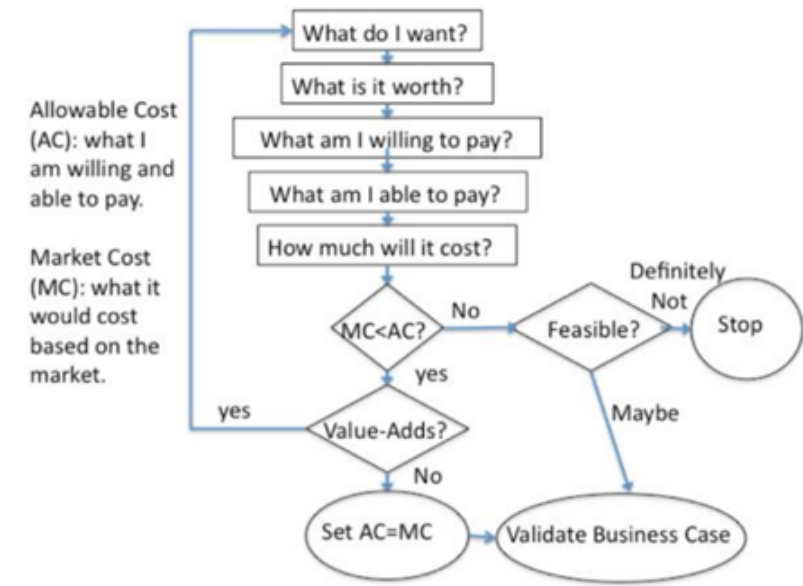 What do I want?
What is it worth?
What am I willing to pay?
What am I able to pay?
How much will it cost?
Allowable Cost
(AC): what I
am willing and
able to pay.
Market Cost
(MC): what it
would cost
based on the
market.
MC<AC?
No
Feasible?
Definitely
Not
Stop
yes
Maybe
yes
Value-Adds?
No
Set AC=MC
Validate Business Case